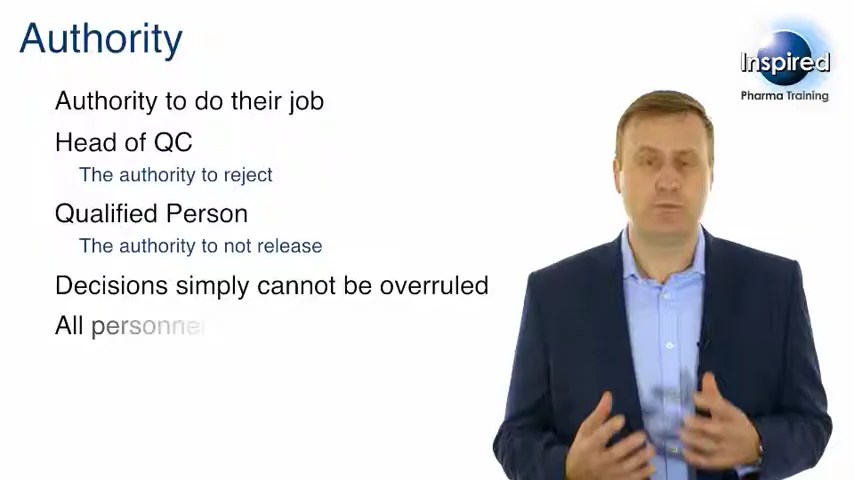 Authority
Inspired
Pharma Training
Authority to do their job
Head of QC
The authority to reject
Qualified Person
The authority to not release
Decisions simply cannot be overruled
All personne